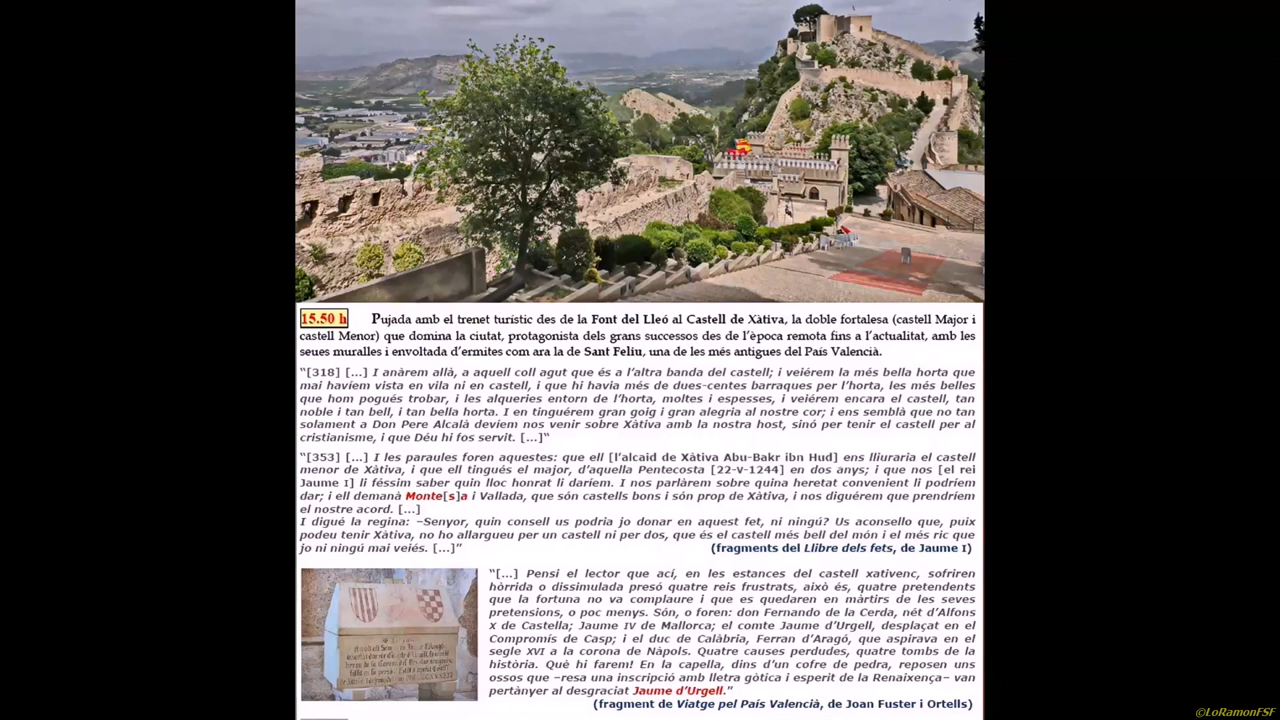 15.50 h Pujada amb el trenet turístic des de la Font del Lleó al Castell de Xàtiva, la doble fortalesa (castell Major i
castell Menor) que domina la ciutat, protagonista dels grans successos des de l’època remota fins a l’actualitat, amb les
seues muralles i envoltada d’ermites com ara la de Sant Feliu, una de les més antigues del País Valencià.
“[318] [...] I anàrem allà, a aquell coll agut que és a l’altra banda del castell; i veiérem la més bella horta que
mai havíem vista en vila ni en castell, i que hi havia més de dues-centes barraques per l’horta, les més belles
que hom pogués trobar, i les alqueries entorn de l’horta, moltes i espesses, i veiérem encara el castell, tan
noble i tan bell, i tan bella horta. I en tinguérem gran goig i gran alegria al nostre cor; i ens semblà que no tan
solament a Don Pere Alcalà devíem nos venir sobre Xàtiva amb la nostra host, sinó per tenir el castell per al
cristianisme, i que Déu hi fos servit. [...]“
“[353] [...] I les paraules foren aquestes: que ell [l’alcaid de Xàtiva Abu-Bakr ibn Hud] ens lliuraria el castell
menor de Xàtiva, i que ell tingués el major, d’aquella Pentecosta [22-V-1244] en dos anys; i que nos [el rei
Jaume I] li féssim saber quin lloc honrat li daríem. I nos parlàrem sobre quina heretat convenient li podríem
dar; i ell demanà Monte[s]a i Vallada, que són castells bons i són prop de Xàtiva, i nos diguérem que prendríem
el nostre acord. [...]
I digué la regina: –Senyor, quin consell us podria jo donar en aquest fet, ni ningú? Us aconsello que, puix
podeu tenir Xàtiva, no ho allargueu per un castell ni per dos, que és el castell més bell del món i el més ric que
jo ni ningú mai veiés. [...]” (fragments del Llibre dels fets, de Jaume I)
“[...] Pensi el lector que ací, en les estances del castell xativenc, sofriren
hòrrida o dissimulada presó quatre reis frustrats, això és, quatre pretendents
que la fortuna no va complaure i que es quedaren en màrtirs de les seves
pretensions, o poc menys. Són, o foren: don Fernando de la Cerda, nét d’Alfons
X de Castella; Jaume IV de Mallorca; el comte Jaume d’Urgell, desplaçat en el
Compromís de Casp; i el duc de Calàbria, Ferran d’Aragó, que aspirava en el
segle XVI a la corona de Nàpols. Quatre causes perdudes, quatre tombs de la
història. Què hi farem! En la capella, dins d’un cofre de pedra, reposen uns
ossos que –resa una inscripció amb lletra gòtica i esperit de la Renaixença– van
pertànyer al desgraciat Jaume d’Urgell.”
(fragment de Viatge pel País Valencià, de Joan Fuster i Ortells)
©LoRamonFSF